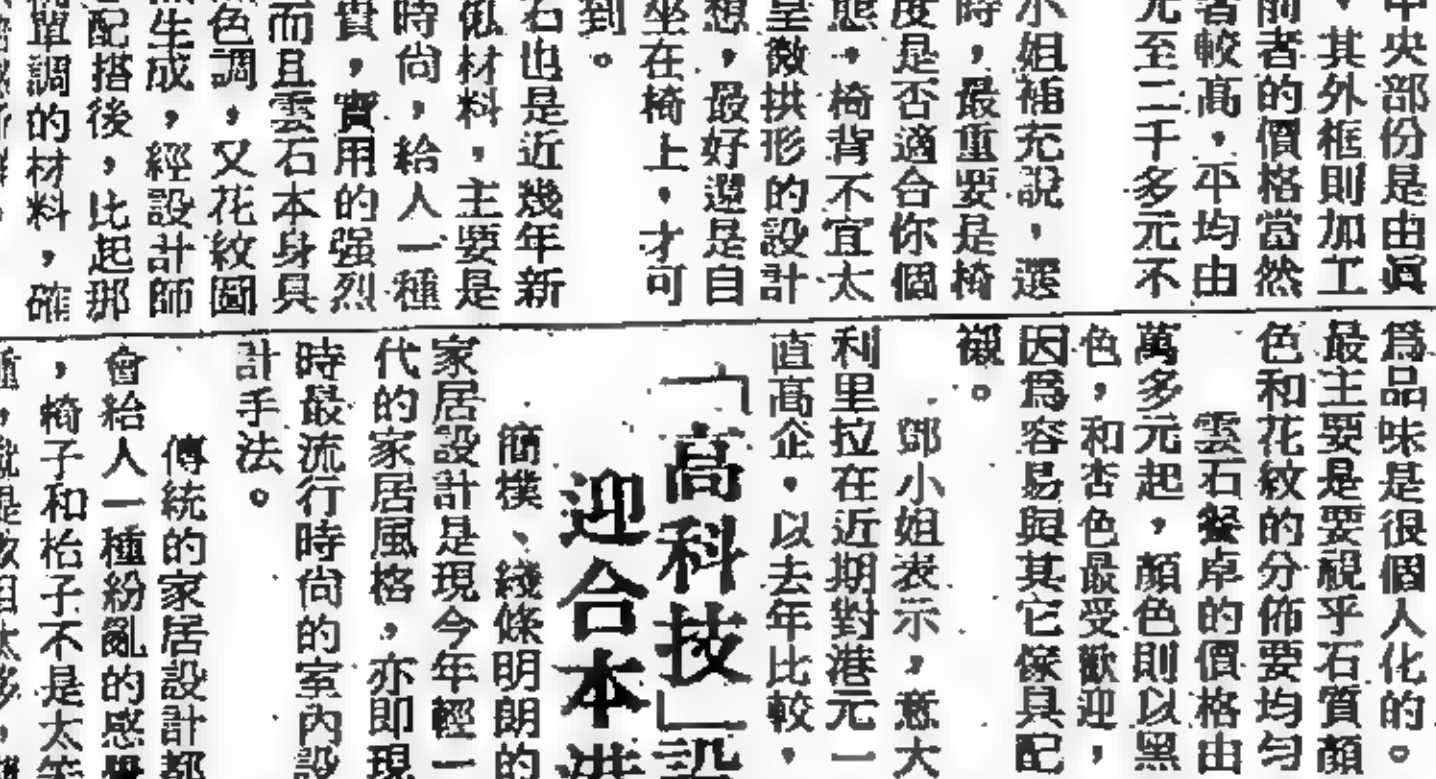 中央部份是由眞
，其外框則加工
前者的價格當然
者較高，平均由
元至二千多元不
小姐補充說，選
時，最重要是椅
度是否適合你個
態，椅背不宜太
呈微拱形的設計
想，最好還是自
坐在椅上，才可
到。
石也是近幾年新
俬材料，主要是
時尚，給人一種
貴，實用的强烈
而且雲石本身具
色調，又花紋圖
生成，經設計師
配搭後，比起那
單調的材料，確
爲品味是很個人化的。
最主要是要視乎石質顏
色和花紋的分佈要均勻
雲石餐桌的價格由
萬多元起，顏色則以黑
色，和杏色最受歡迎，
因爲容易與其它傢具配
襯。
鄧小姐表示，意大
利里拉在近期對港元一
直高企，以去年比較，
「高科技」設
迎合本港
簡樸、綫條明朗的
家居設計是現今年輕一
代的家居風格，亦即現
時最流行時尚的室內設
計手法。
傳統的家居設計都
會給人一種紛亂的感覺
，椅子和枱子不是太笨